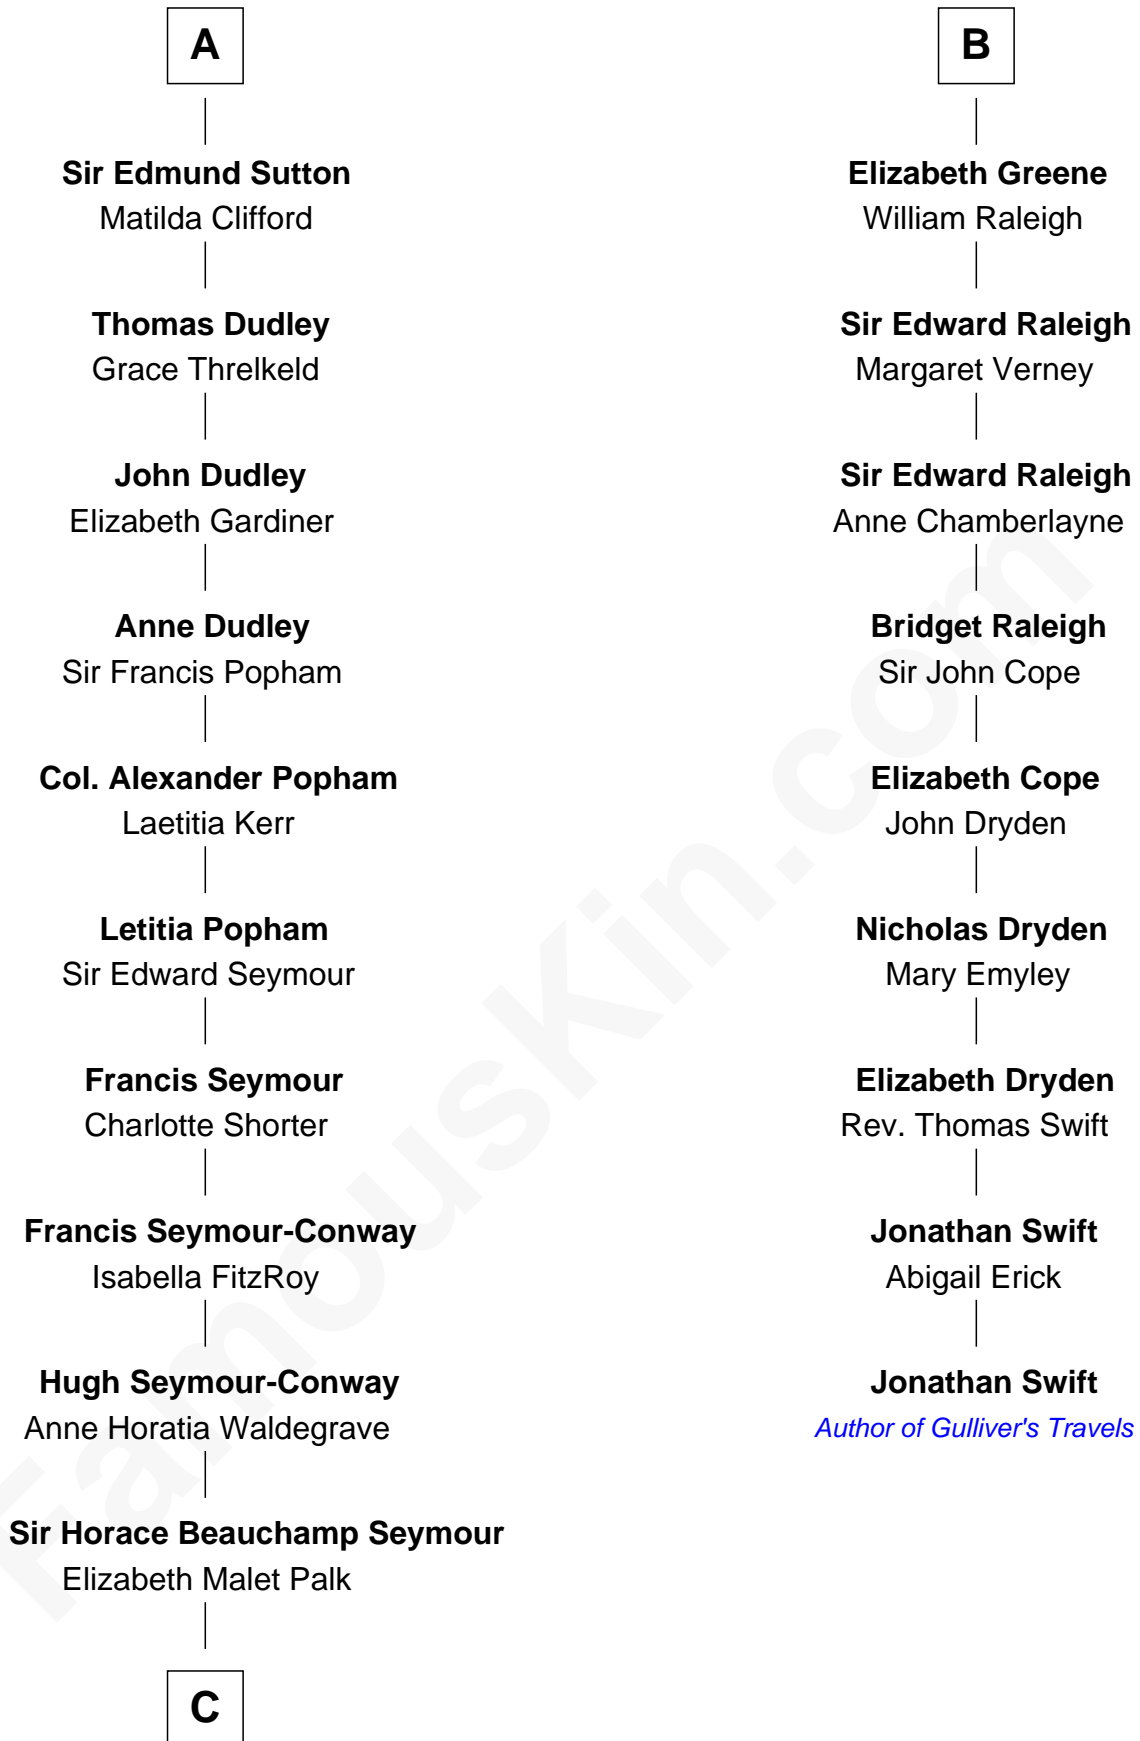 A
Sir Edmund Sutton
Matilda Clifford
Thomas Dudley
Grace Threlkeld
John Dudley
Elizabeth Gardiner
Anne Dudley
Sir Francis Popham
Col. Alexander Popham
Laetitia Kerr
Letitia Popham
Sir Edward Seymour
Francis Seymour
Charlotte Shorter
Francis Seymour-Conway
Isabella FitzRoy
Hugh Seymour-Conway
Anne Horatia Waldegrave
Sir Horace Beauchamp Seymour
Elizabeth Malet Palk
C
B
Elizabeth Greene
William Raleigh
Sir Edward Raleigh
Margaret Verney
Sir Edward Raleigh
Anne Chamberlayne
Bridget Raleigh
Sir John Cope
Elizabeth Cope
John Dryden
Nicholas Dryden
Mary Emyley
Elizabeth Dryden
Rev. Thomas Swift
Jonathan Swift
Abigail Erick
Jonathan Swift
Author of Gulliver's Travels
FamousKin.com